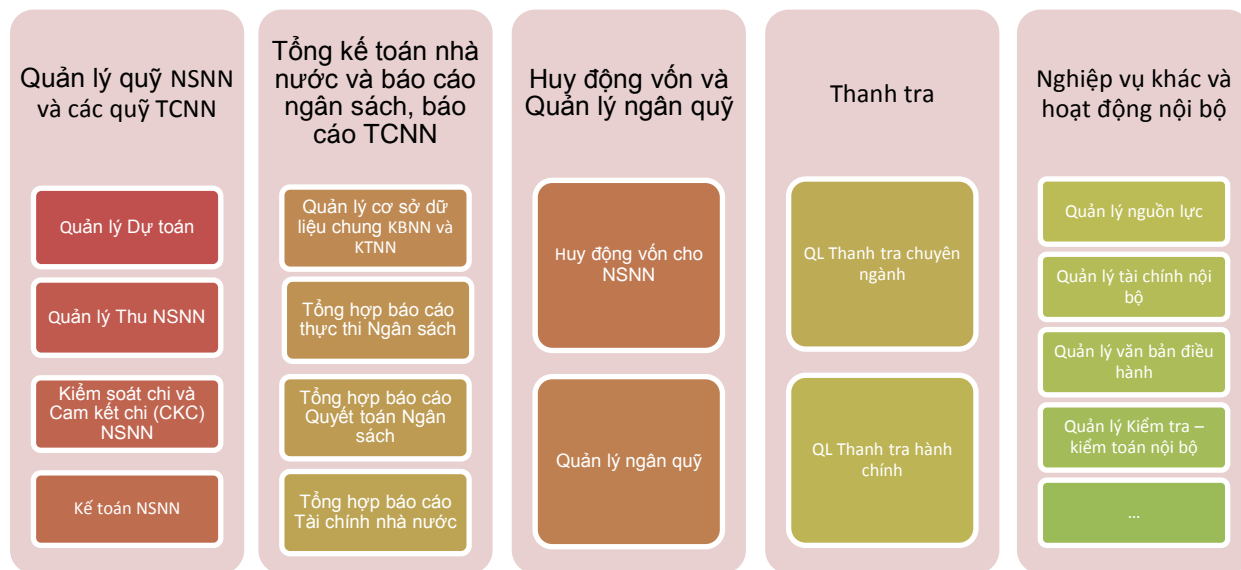 Quản lý quỹ NSNN
và các quỹ TCNN
Quản lý Dự toán
Quản lý Thu NSNN
Kiểm soát chi và
Cam kết chi (CKC)
NSNN
Kế toán NSNN
Tổng kế toán nhà
nước và báo cáo
ngân sách, báo
cáo TCNN
Quản lý cơ sở dữ
liệu chung KBNN và
KTNN
Tổng hợp báo cáo
thực thi Ngân sách
Tổng hợp báo cáo
Quyết toán Ngân
sách
Tổng hợp báo cáo
Tài chính nhà nước
Huy động vốn và
Quản lý ngân quỹ
Huy động vốn cho
NSNN
Quản lý ngân quỹ
Thanh tra
QL Thanh tra chuyên
ngành
QL Thanh tra hành
chính
Nghiệp vụ khác và
hoạt động nội bộ
Quản lý nguồn lực
Quản lý tài chính nội
bộ
Quản lý văn bản điều
hành
Quản lý Kiểm tra –
kiểm toán nội bộ
...